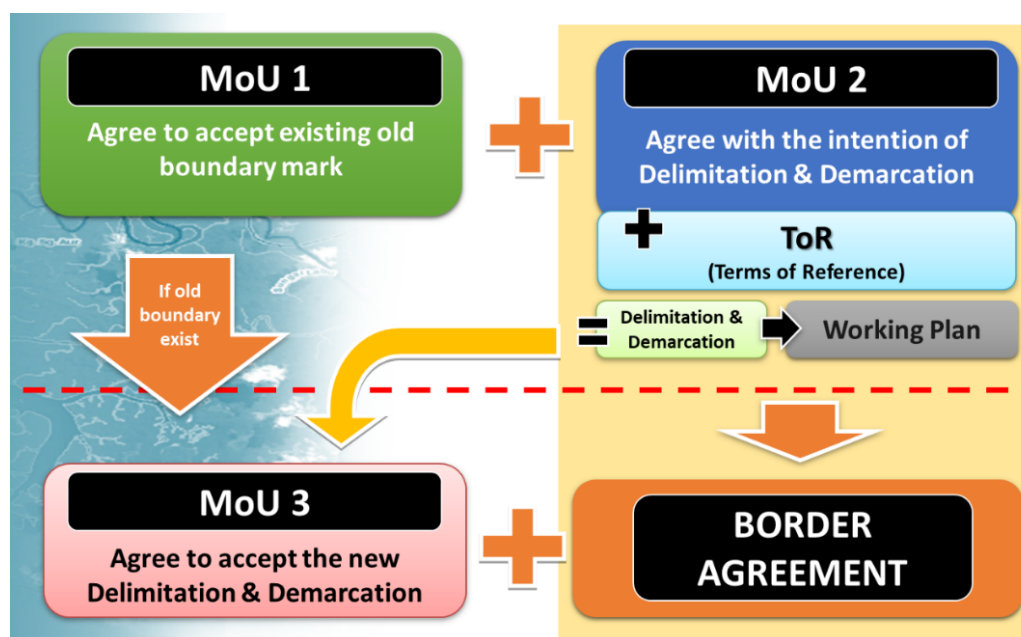 MoU 1
Agree to accept existing old
boundary mark
MoU 2
Agree with the intention of
Delimitation & Demarcation
ToR
(Terms of Reference)
If old
boundary
exist
Delimitation &
Demarcation
Working Plan
MoU 3
Agree to accept the new
Delimitation & Demarcation
BORDER
AGREEMENT